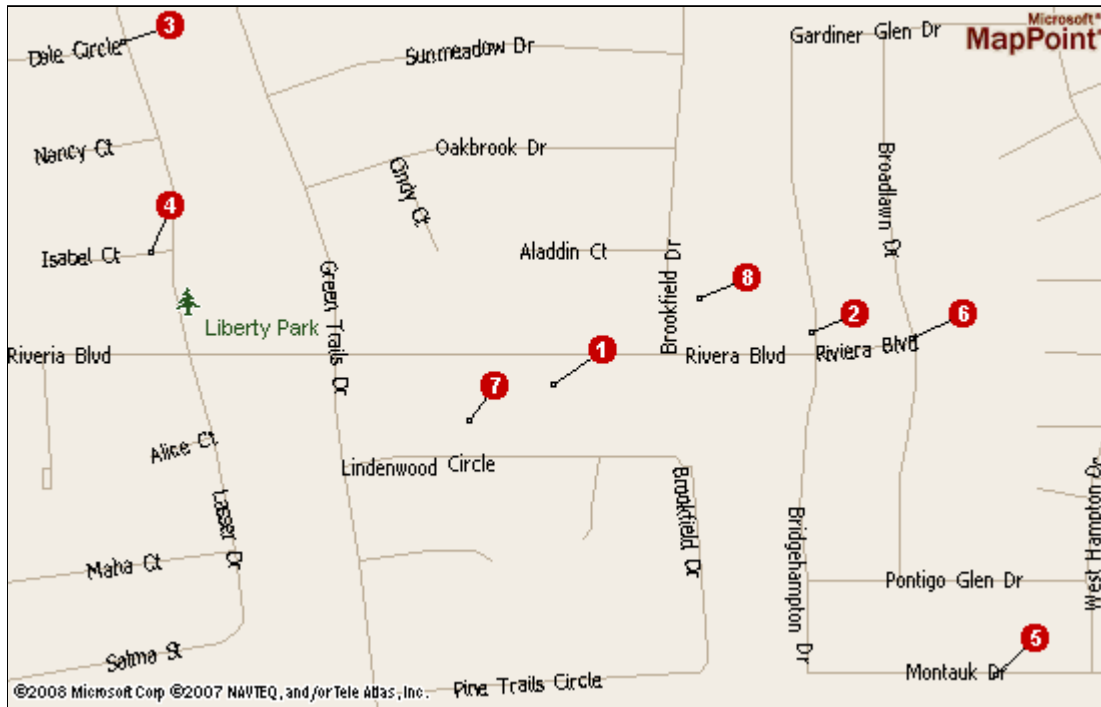 Microsoft®
MapPoint®
3
Dale Circle
Sunmeadow Dr
Gardiner Glen Dr
Nancy Ct
Oakbrook Dr
Cindy Ct
Broadlawn Dr
4
Isabel Ct
Aladdin Ct
Brookfield Dr
8
Green Trails Dr
Liberty Park
2
6
Riveria Blvd
1
Rivera Blvd
Riviera Blvd
7
Alice Ct
Lindenwood Circle
Lasser Dr
Brookfield Dr
Bridgehampton Dr
West Hampton Dr
Maha Ct
Pontigo Glen Dr
5
Salma St
Pine Trails Circle
Montauk Dr
©2008 Microsoft Corp ©2007 NAVTEQ, and/or Tele Atlas, Inc.